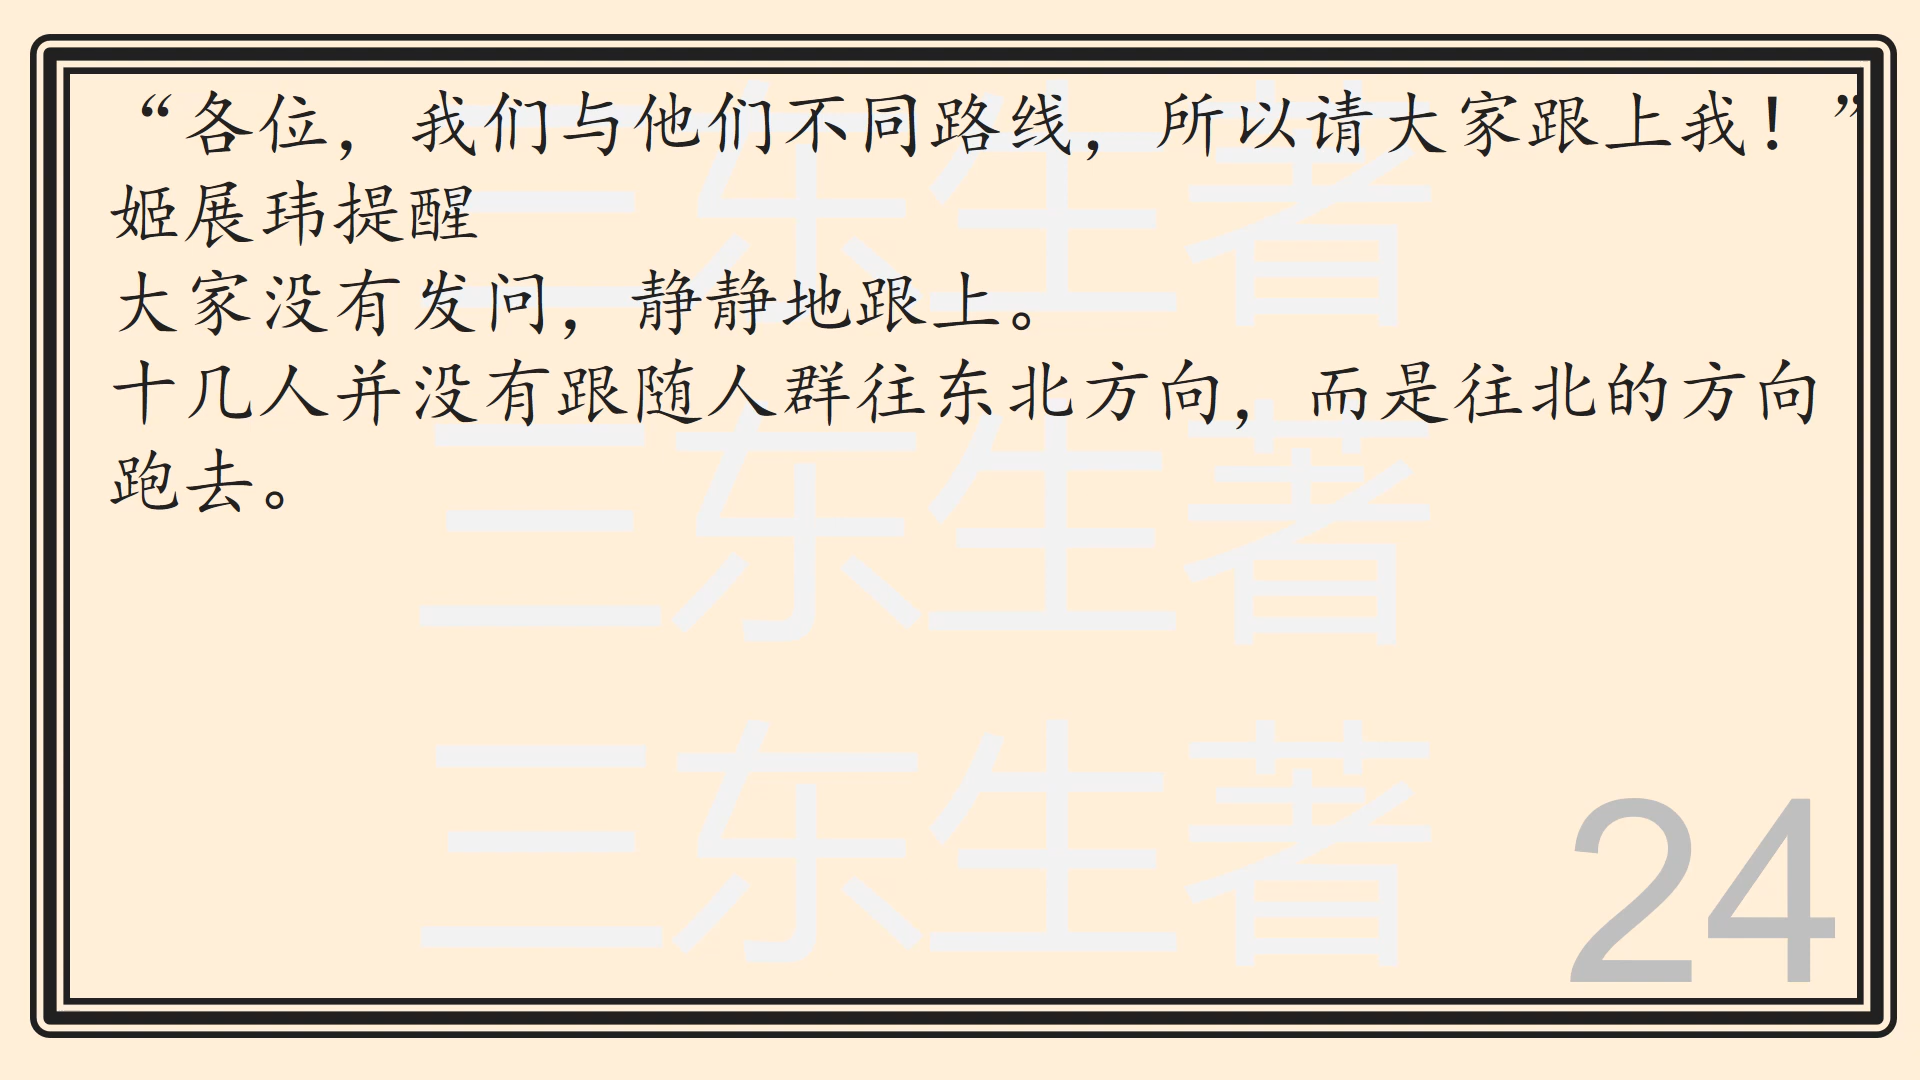 “各位，我们与他们不同路线，所以请大家跟上我！”
姬展玮提醒
大家没有发问，静静地跟上。
十几人并没有跟随人群往东北方向，而是往北的方向
跑去。
三东生著
三东生著
三东生著
24